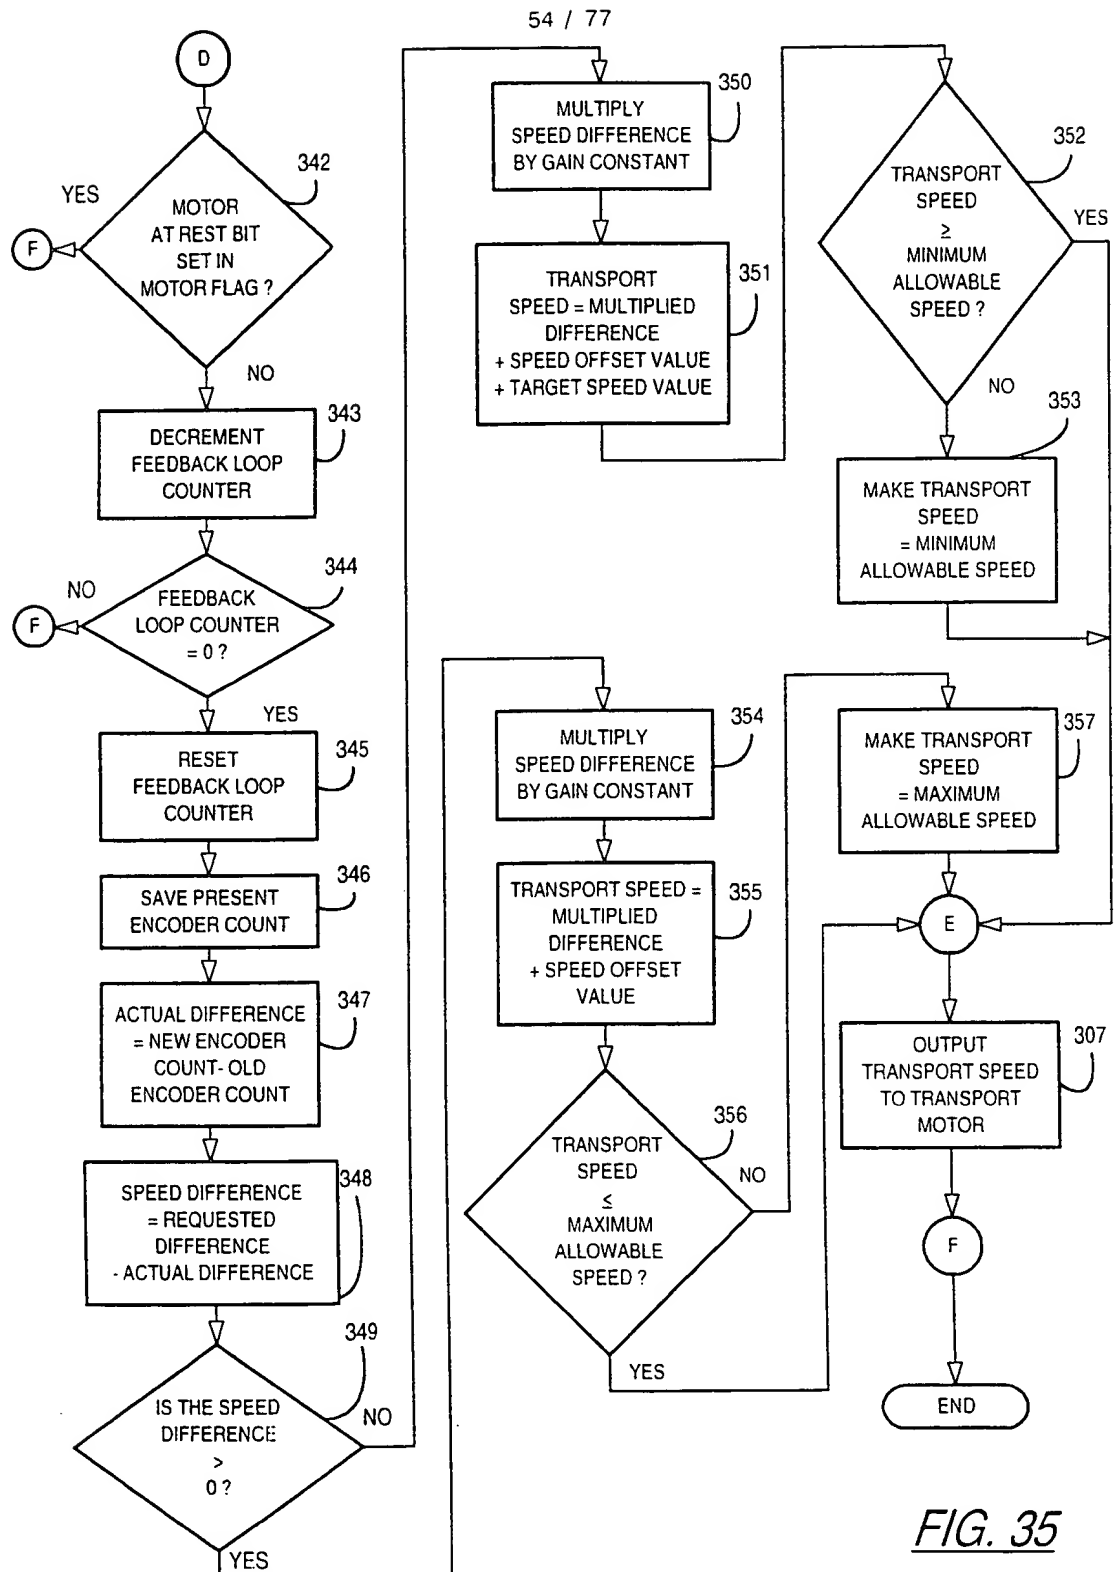 54 / 77
D
342
YES
F
MOTOR
AT REST BIT
SET IN
MOTOR FLAG ?
NO
343
DECREMENT
FEEDBACK LOOP
COUNTER
344
NO
F
FEEDBACK
LOOP COUNTER
= 0 ?
YES
345
RESET
FEEDBACK LOOP
COUNTER
346
SAVE PRESENT
ENCODER COUNT
347
ACTUAL DIFFERENCE
= NEW ENCODER
COUNT- OLD
ENCODER COUNT
348
SPEED DIFFERENCE
= REQUESTED
DIFFERENCE
- ACTUAL DIFFERENCE
349
IS THE SPEED
DIFFERENCE
>
0 ?
NO
YES
350
MULTIPLY
SPEED DIFFERENCE
BY GAIN CONSTANT
351
TRANSPORT
SPEED = MULTIPLIED
DIFFERENCE
+ SPEED OFFSET VALUE
+ TARGET SPEED VALUE
352
TRANSPORT
SPEED
≥
MINIMUM
ALLOWABLE
SPEED ?
YES
NO
353
MAKE TRANSPORT
SPEED
= MINIMUM
ALLOWABLE SPEED
354
MULTIPLY
SPEED DIFFERENCE
BY GAIN CONSTANT
355
TRANSPORT SPEED =
MULTIPLIED
DIFFERENCE
+ SPEED OFFSET
VALUE
356
TRANSPORT
SPEED
≤
MAXIMUM
ALLOWABLE
SPEED ?
NO
YES
357
MAKE TRANSPORT
SPEED
= MAXIMUM
ALLOWABLE SPEED
E
307
OUTPUT
TRANSPORT SPEED
TO TRANSPORT
MOTOR
F
END
FIG. 35